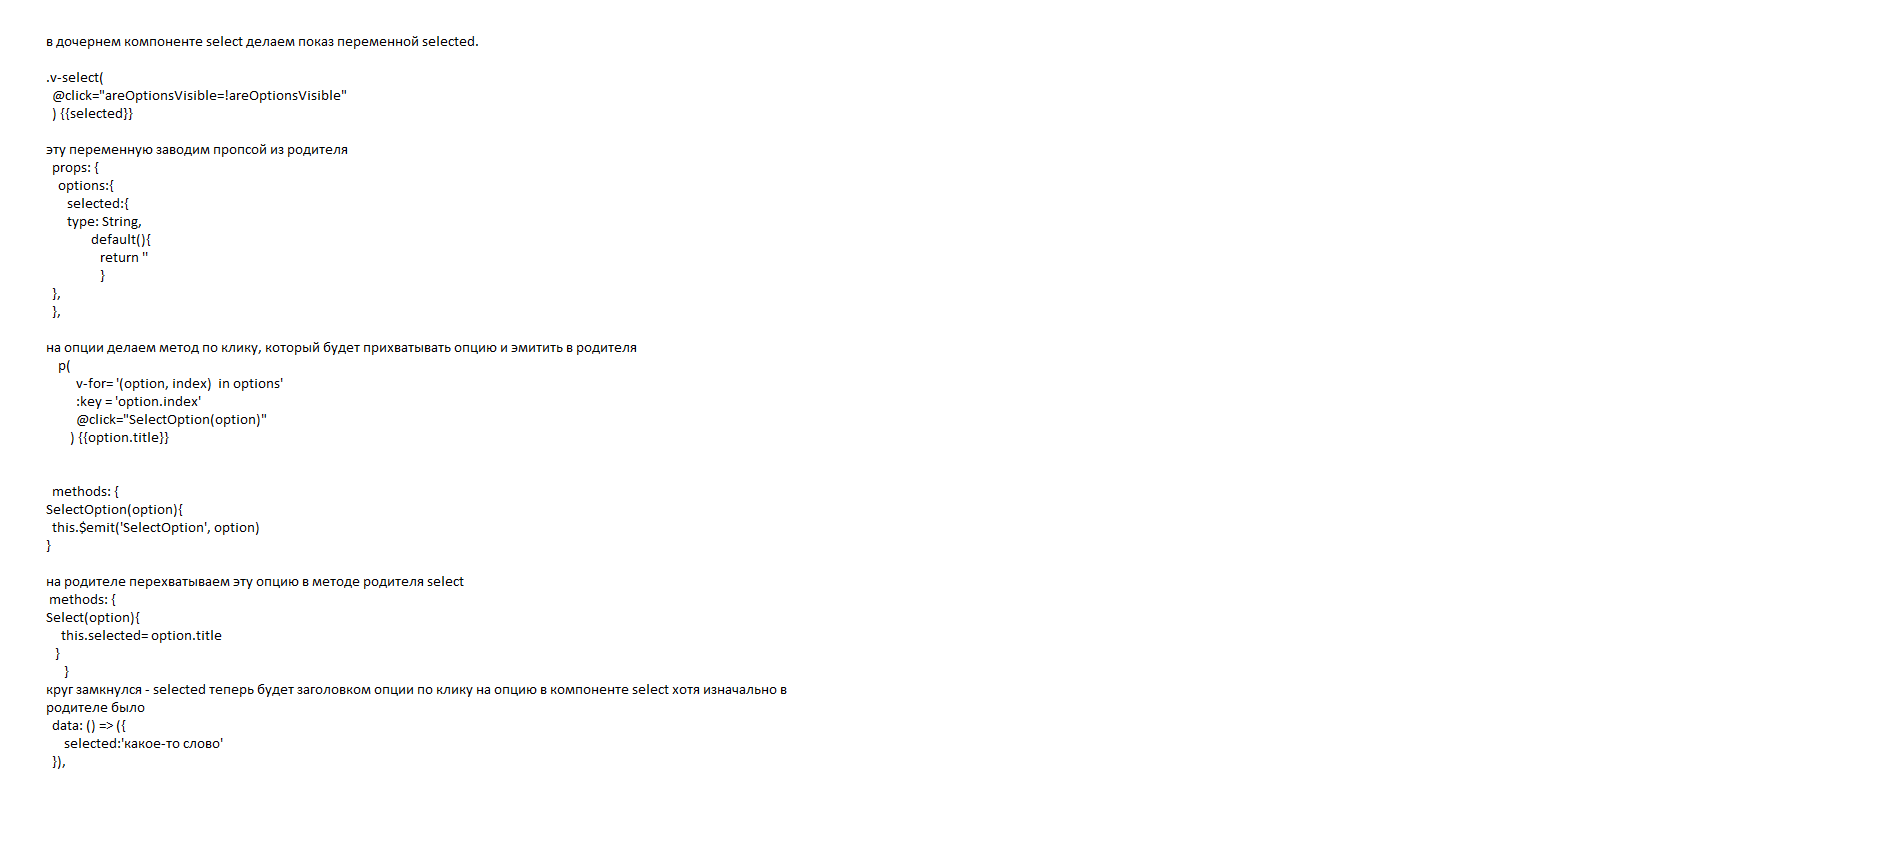 в дочернем компоненте select делаем показ переменной selected.
.v-select(
@click="areOptionsVisible=!areOptionsVisible"
) {{selected}}
эту переменную заводим пропсой из родителя
props: {
options:{
selected:{
type: String,
default(){
return ''
}
},
},
на опции делаем метод по клику, который будет прихватывать опцию и эмитить в родителя
p(
v-for= '(option, index)  in options'
:key = 'option.index'
@click="SelectOption(option)"
) {{option.title}}
methods: {
SelectOption(option){
this.$emit('SelectOption', option)
}
на родителе перехватываем эту опцию в методе родителя select
methods: {
Select(option){
this.selected= option.title
}
}
круг замкнулся - selected теперь будет заголовком опции по клику на опцию в компоненте select хотя изначально в
родителе было
data: () => ({
selected:'какое-то слово'
}),